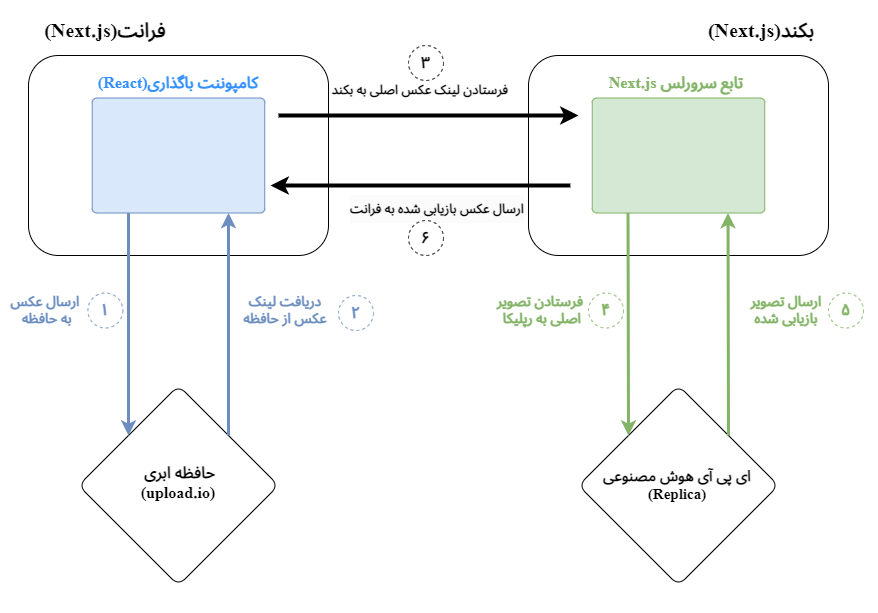 فرانت(Next.js)
بکند(Next.js)
۳
کامپوننت باگذاری(React)
فرستادن لینک عکس اصلی به بکند
تابع سرورلس Next.js
ارسال عکس بازیابی شده به فرانت
۶
ارسال عکس
به حافظه
۱
دریافت لینک
عکس از حافظه
۲
فرستادن تصویر
اصلی به رپلیکا
۴
ارسال تصویر
بازیابی شده
۵
حافظه ابری
(upload.io)
ای پی آی هوش مصنوعی
(Replica)